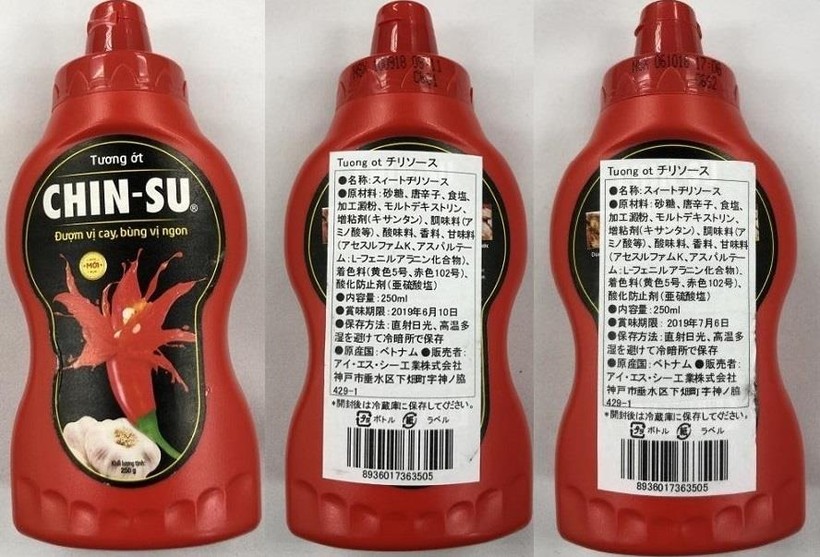 Tương ớt
CHIN-SU®
Đượm vị cay, bùng vị ngon
MỚI
Khối lượng tịnh
250 g
Tuong ot チリソース
●名称:スィートチリソース
●原材料:砂糖、唐辛子、食塩、
加工澱粉、モルトデキストリン、
増粘剤(キサンタン)、調味料(ア
ミノ酸等)、酸味料、香料、甘味料
(アセスルファムK、アスパルテー
ム:L-フェニルアラニン化合物)、
着色料(黄色5号、赤色102号)、
酸化防止剤(亜硫酸塩)
●内容量:250ml
●賞味期限:2019年6月10日
●保存方法:直射日光、高温多
湿を避けて冷暗所で保存
●原産国:ベトナム ●販売者:
アイ・エス・シー工業株式会社
神戸市垂水区下畑町字神ノ脇
429-1
*開封後は冷蔵庫に保存してください。
ボトル ラベル
8936017363505
061018 17:06
Tuong ot チリソース
●名称:スィートチリソース
●原材料:砂糖、唐辛子、食塩、
加工澱粉、モルトデキストリン、
増粘剤(キサンタン)、調味料(ア
ミノ酸等)、酸味料、香料、甘味料
(アセスルファムK、アスパルテー
ム:L-フェニルアラニン化合物)、
着色料(黄色5号、赤色102号)、
酸化防止剤(亜硫酸塩)
●内容量:250ml
●賞味期限:2019年7月6日
●保存方法:直射日光、高温多
湿を避けて冷暗所で保存
●原産国:ベトナム ●販売者:
アイ・エス・シー工業株式会社
神戸市垂水区下畑町字神ノ脇
429-1
*開封後は冷蔵庫に保存してください。
ボトル ラベル
8936017363505